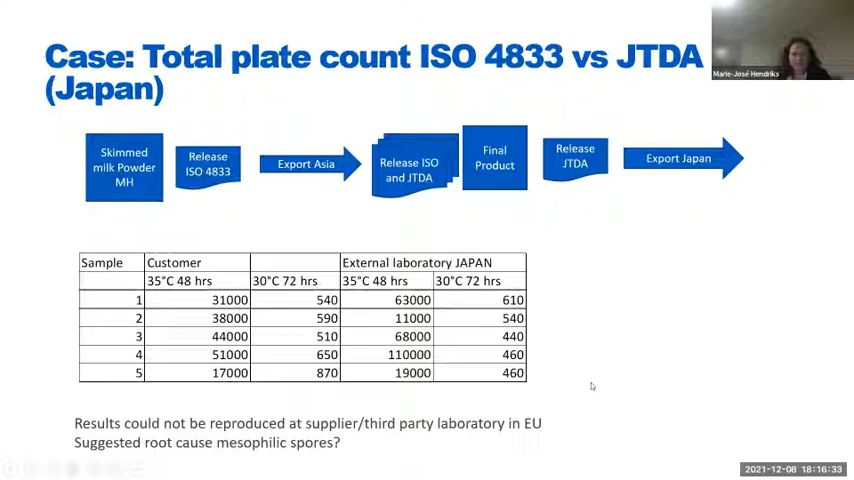 Case: Total plate count ISO 4833 vs JTDA
(Japan)
Marie-José Hendriks
Skimmed
milk Powder
MH
Release
ISO 4833
Export Asia
Release ISO
and JTDA
Final
Product
Release
JTDA
Export Japan
Sample Customer External laboratory JAPAN
35°C 48 hrs 30°C 72 hrs 35°C 48 hrs 30°C 72 hrs
1 31000 540 63000 610
2 38000 590 11000 540
3 44000 510 68000 440
4 51000 650 110000 460
5 17000 870 19000 460
Results could not be reproduced at supplier/third party laboratory in EU
Suggested root cause mesophilic spores?
2021-12-08 18:16:33